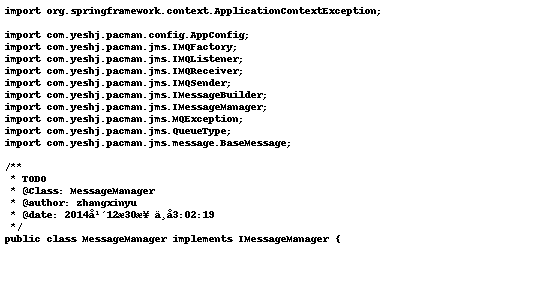 import org.springframework.context.ApplicationContextException;
import com.yeshj.pacman.config.AppConfig;
import com.yeshj.pacman.jms.IMQFactory;
import com.yeshj.pacman.jms.IMQListener;
import com.yeshj.pacman.jms.IMQReceiver;
import com.yeshj.pacman.jms.IMQSender;
import com.yeshj.pacman.jms.IMessageBuilder;
import com.yeshj.pacman.jms.IMessageManager;
import com.yeshj.pacman.jms.MQException;
import com.yeshj.pacman.jms.QueueType;
import com.yeshj.pacman.jms.message.BaseMessage;
/**
* TODO
* @Class: MessageManager
* @author: zhangxinyu
* @date: 2014å¹´12æ30æ¥ ä¸å3:02:19
*/
public class MessageManager implements IMessageManager {